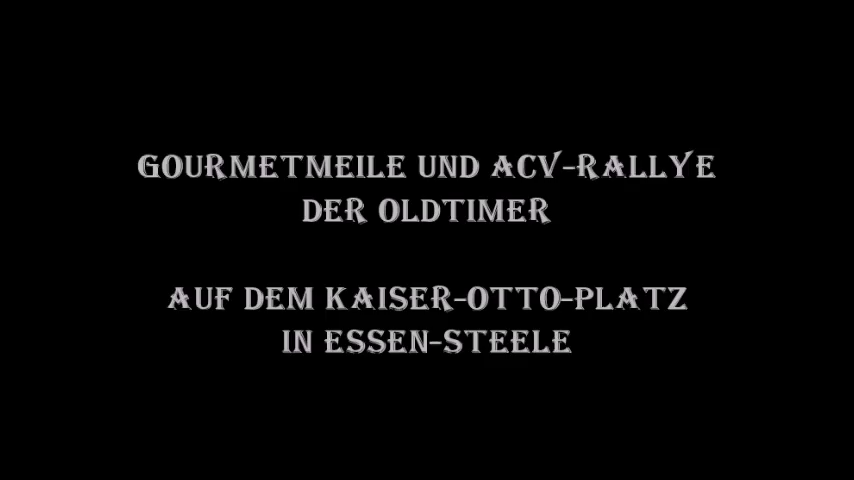 GOURMETMEILE UND ACV-RALLYE
DER OLDTIMER
AUF DEM KAISER-OTTO-PLATZ
IN ESSEN-STEELE